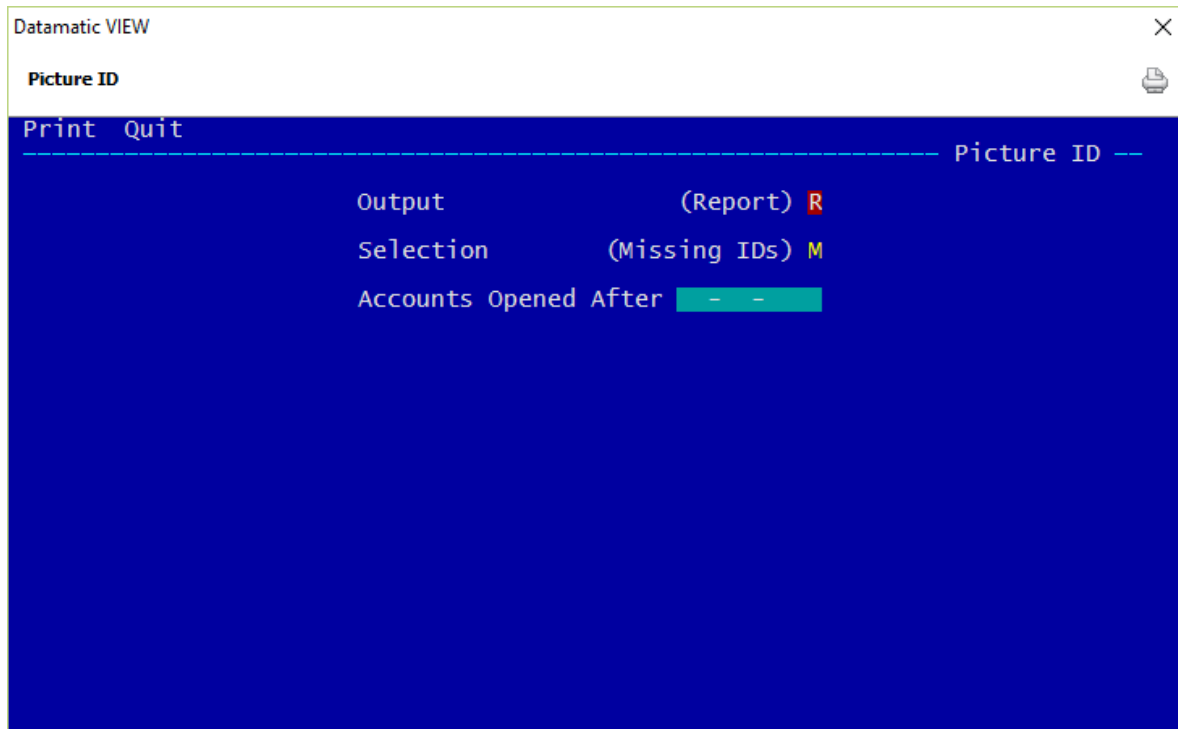 Datamatic VIEW
Picture ID
Print Quit
Picture ID
Output (Report) R
Selection (Missing IDs) M
Accounts Opened After - -